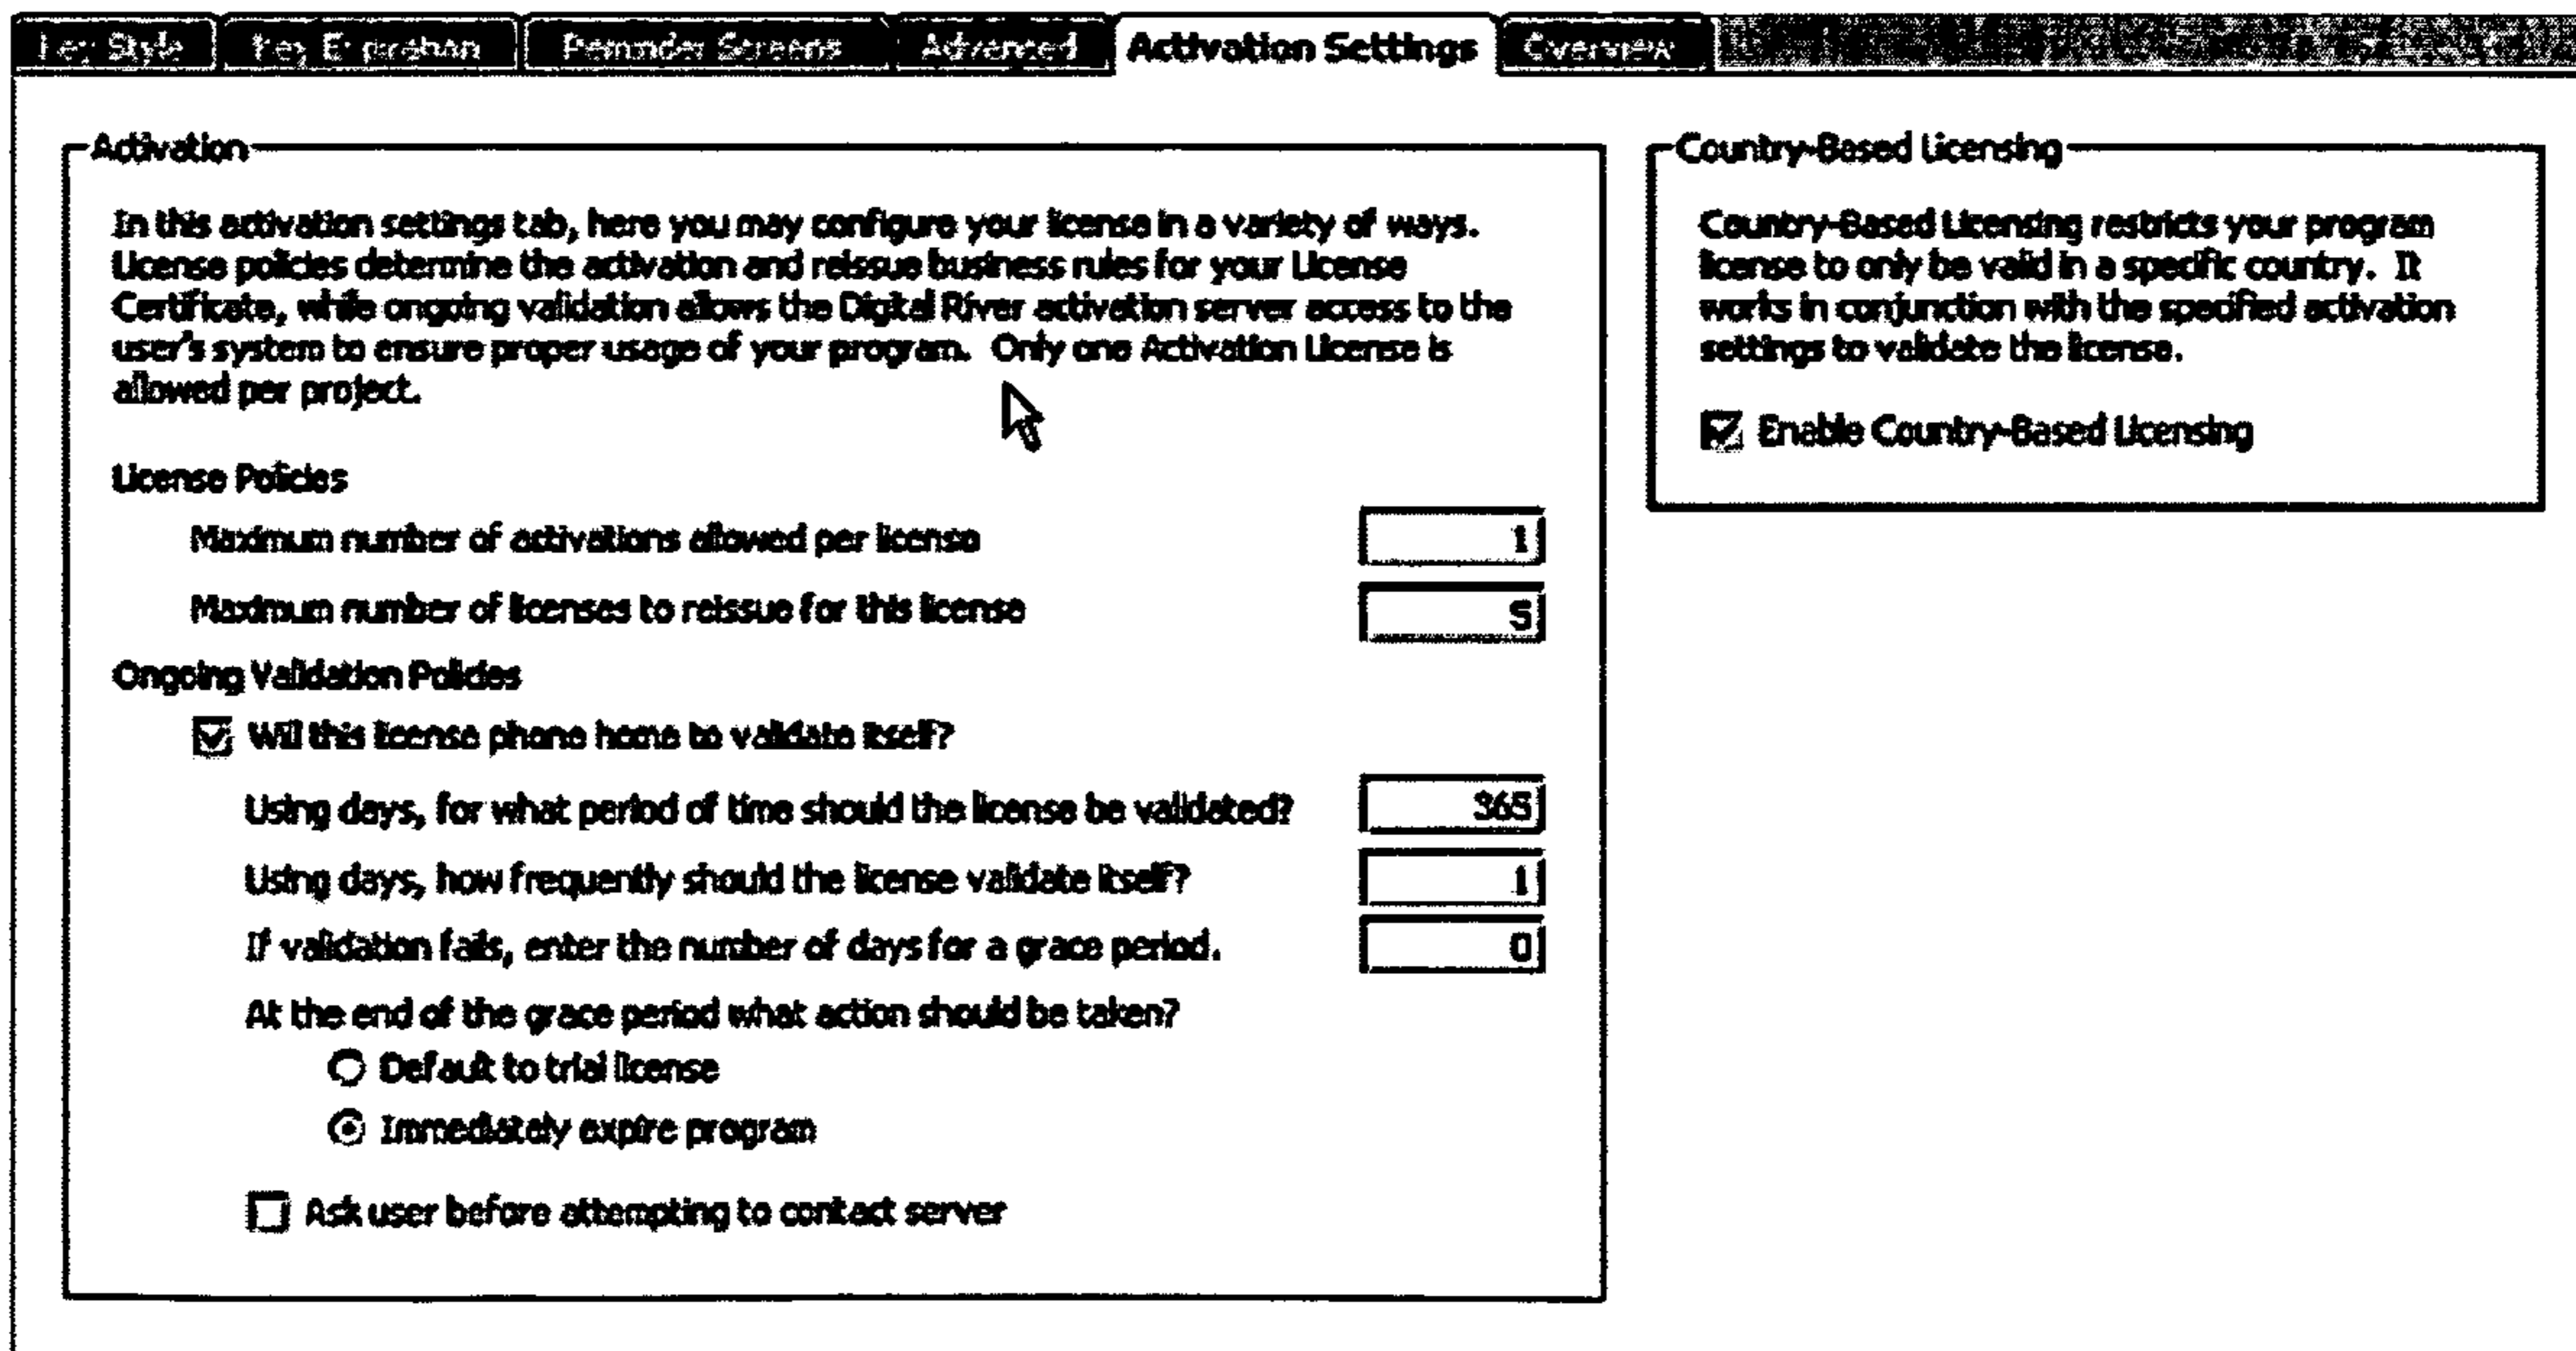 Key Style Key Expiration Reminder Screens Advanced Activation Settings Overview
Activation
In this activation settings tab, here you may configure your license in a variety of ways.
License policies determine the activation and reissue business rules for your License
Certificate, while ongoing validation allows the Digital River activation server access to the
user's system to ensure proper usage of your program. Only one Activation License is
allowed per project.
License Policies
Maximum number of activations allowed per license 1
Maximum number of licenses to reissue for this license 5
Ongoing Validation Policies
Will this license phone home to validate itself?
Using days, for what period of time should the license be validated? 365
Using days, how frequently should the license validate itself? 1
If validation fails, enter the number of days for a grace period. 0
At the end of the grace period what action should be taken?
Default to trial license
Immediately expire program
Ask user before attempting to contact server
Country-Based Licensing
Country-Based Licensing restricts your program
license to only be valid in a specific country. It
works in conjunction with the specified activation
settings to validate the license.
Enable Country-Based Licensing